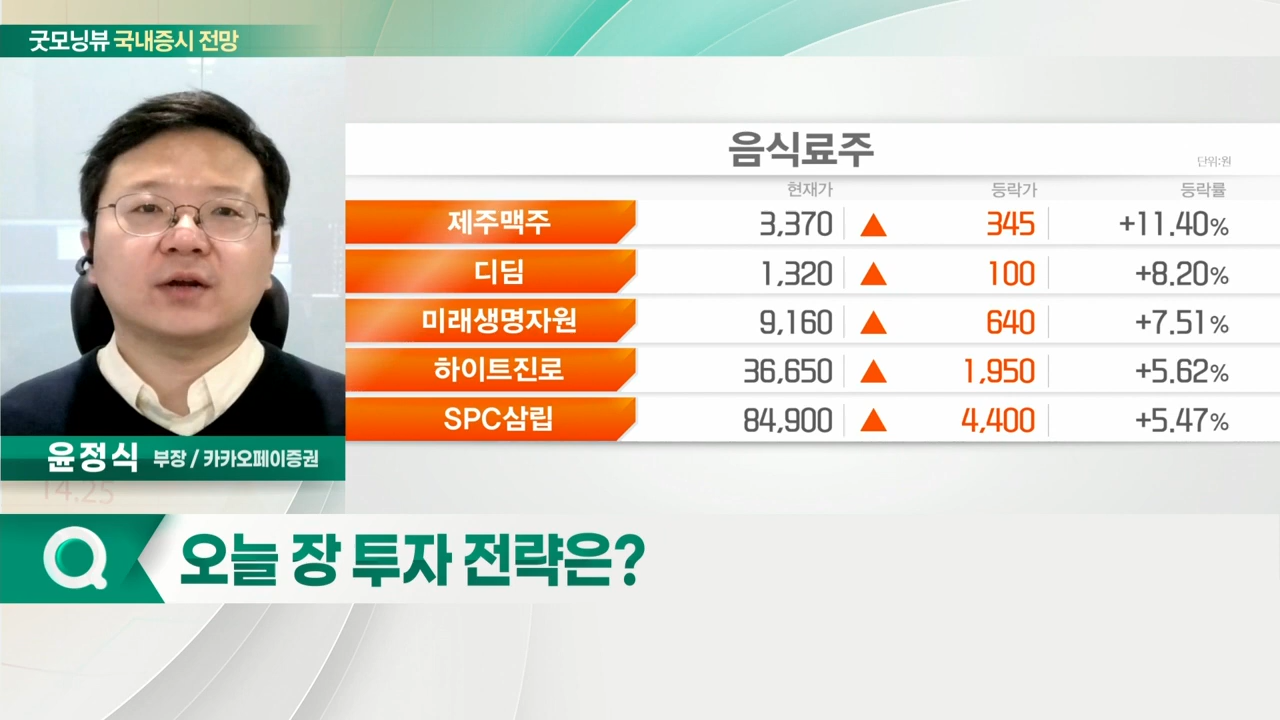 굿모닝뷰 국내증시 전망
음식료주
단위:원
현재가 등락가 등락률
제주맥주 3,370 ▲ 345 +11.40%
디딤 1,320 ▲ 100 +8.20%
미래생명자원 9,160 ▲ 640 +7.51%
하이트진로 36,650 ▲ 1,950 +5.62%
SPC삼립 84,900 ▲ 4,400 +5.47%
윤정식 부장 / 카카오페이증권
14.25
Q 오늘 장 투자 전략은?